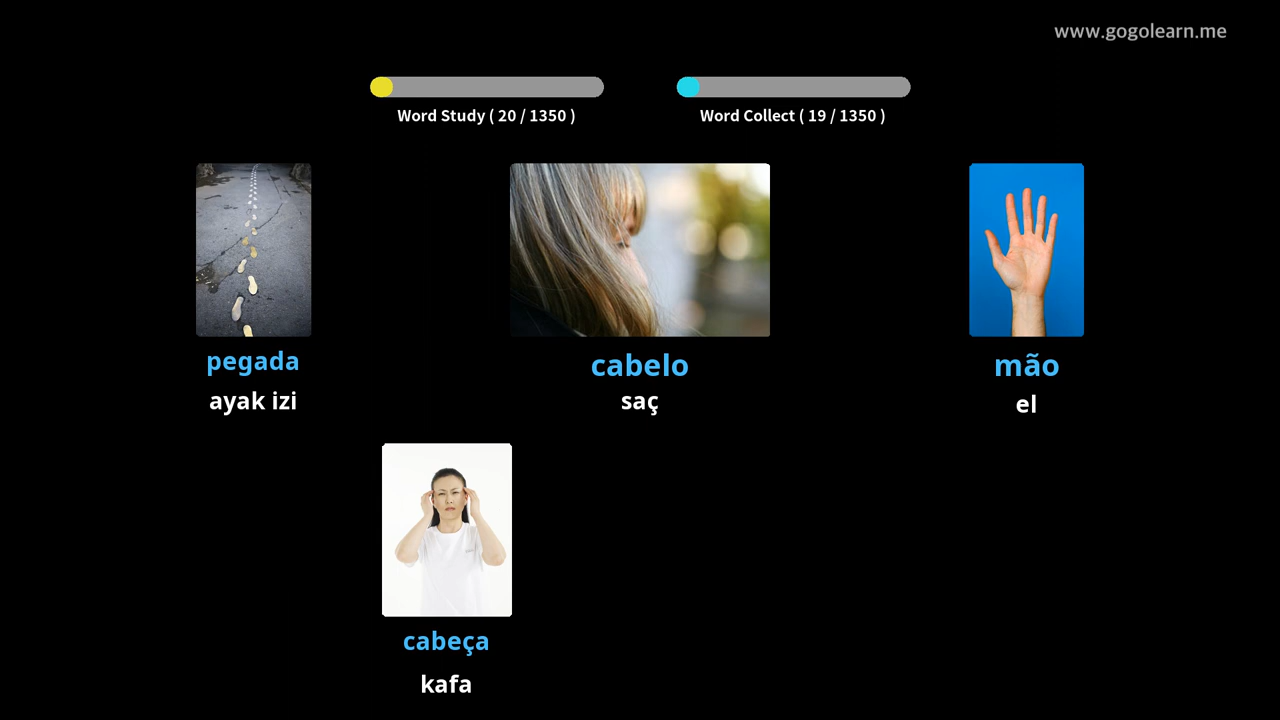 www.gogolearn.me
Word Study ( 20 / 1350 )
Word Collect ( 19 / 1350 )
pegada
ayak izi
cabelo
saç
mão
el
cabeça
kafa